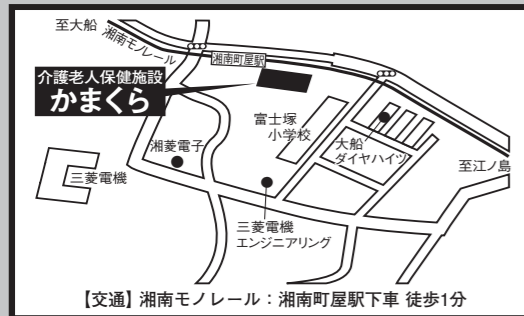 至大船
湘南モノレール
湘南町屋駅
介護老人保健施設
かまくら
富士塚
小学校
大船
ダイヤハイツ
湘菱電子
至江ノ島
三菱電機
三菱電機
エンジニアリング
【交通】湘南モノレール：湘南町屋駅下車 徒歩1分